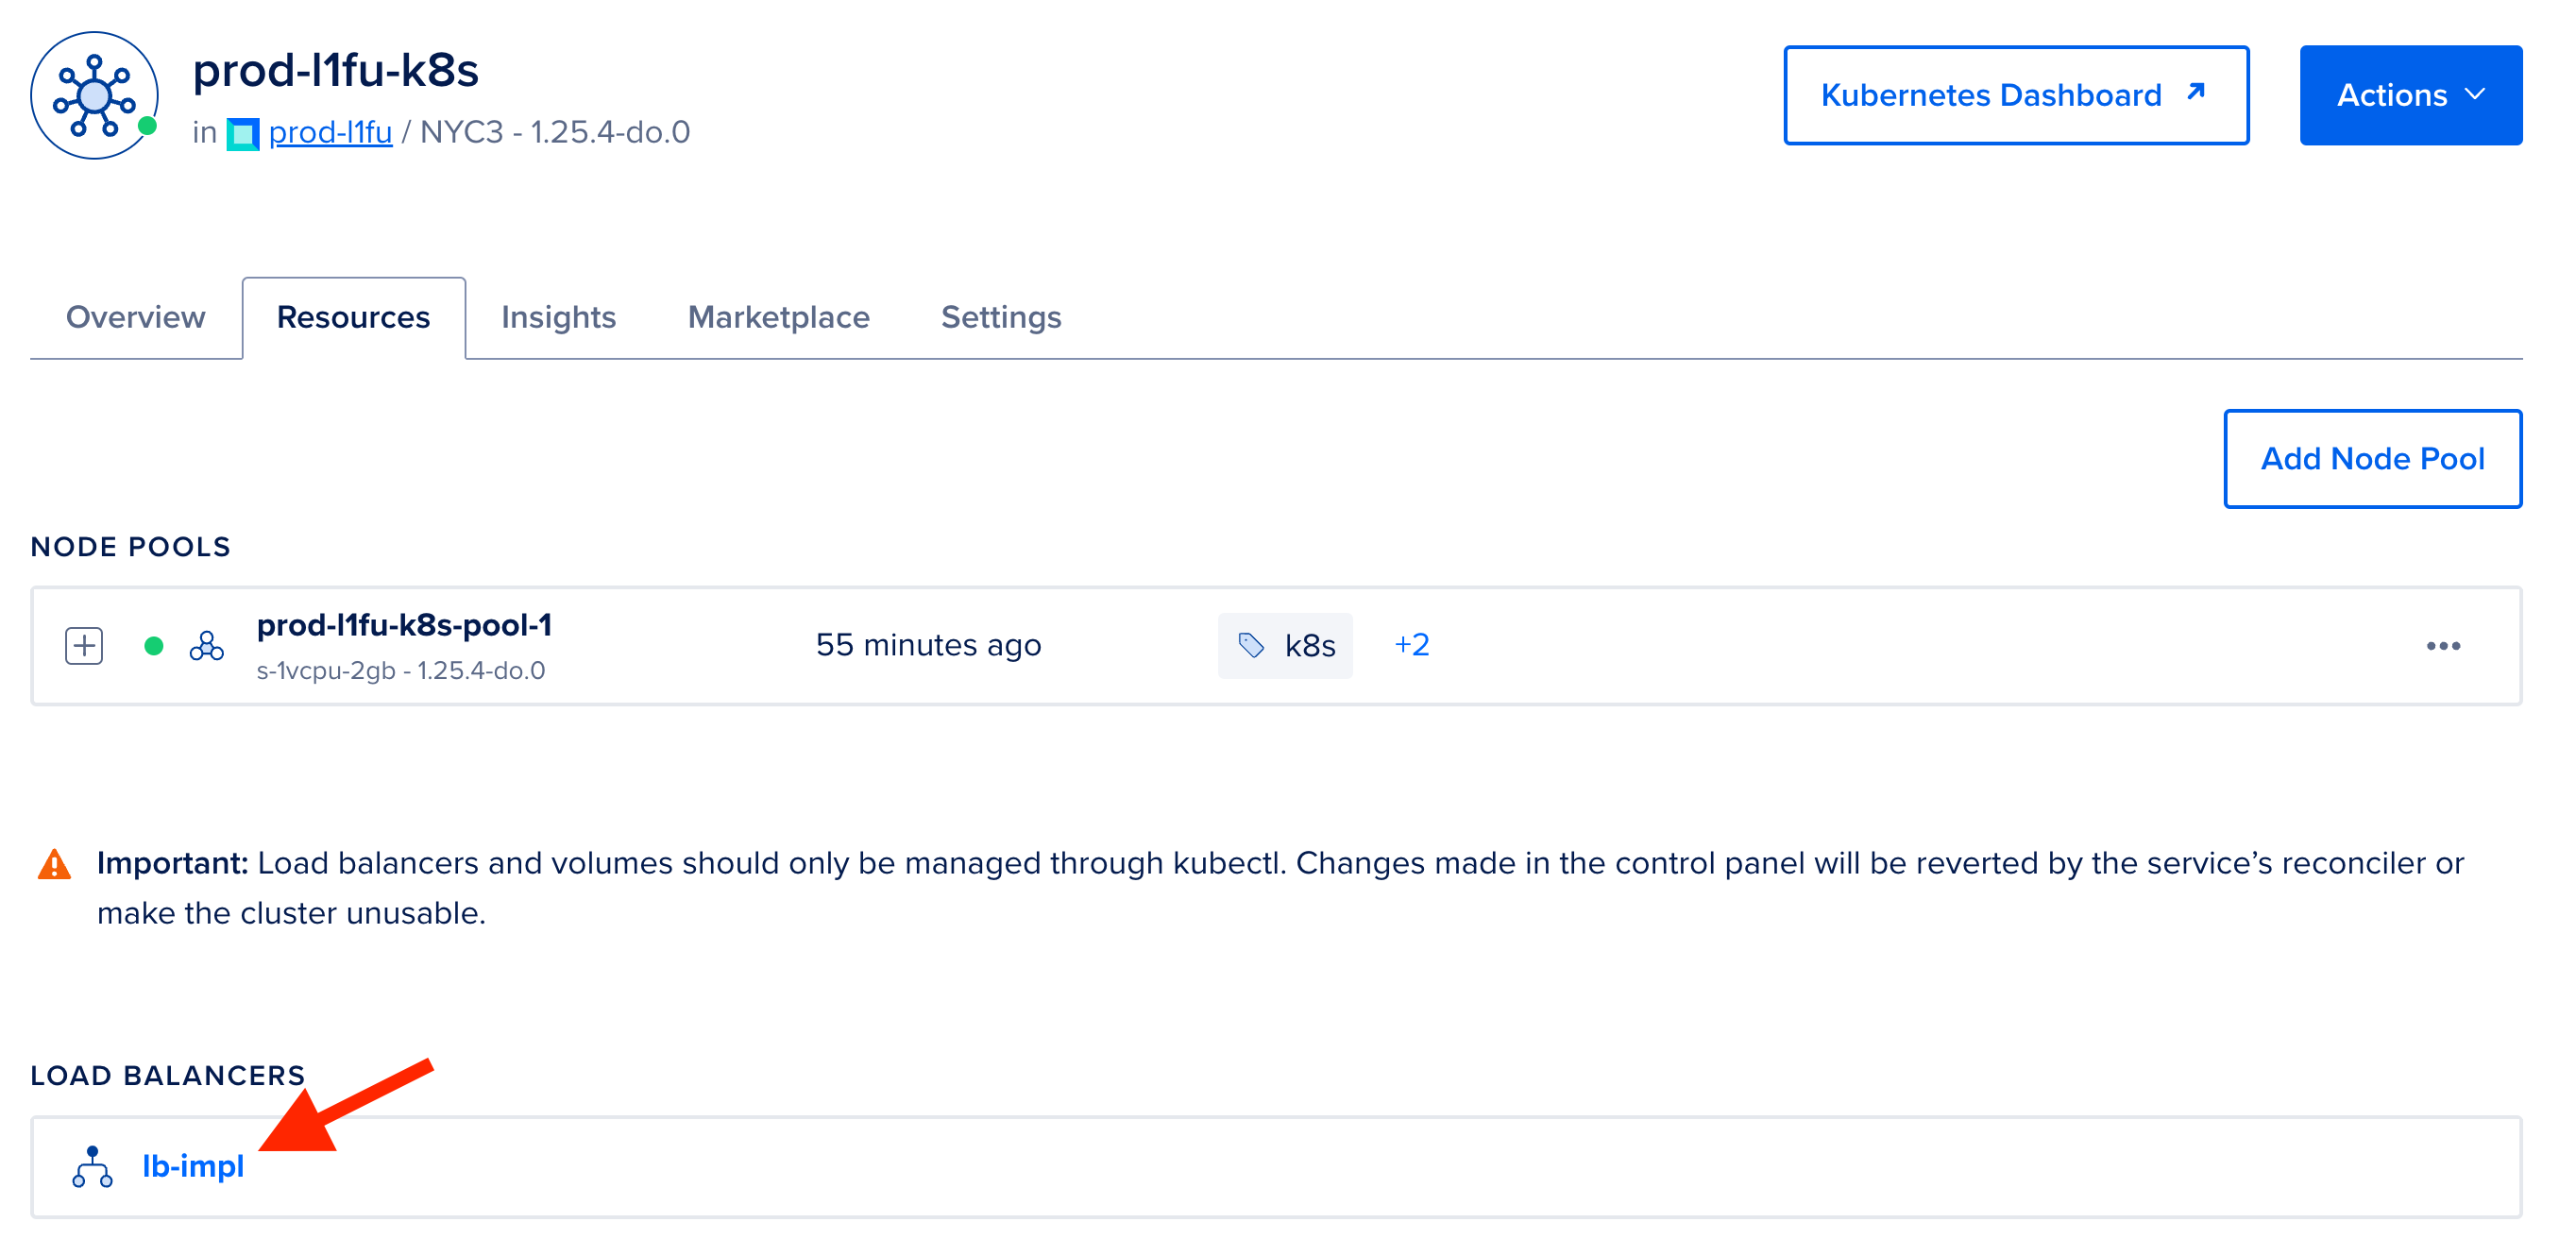 prod-l1fu-k8s
in prod-l1fu / NYC3 - 1.25.4-do.0
Kubernetes Dashboard
Actions
Overview
Resources
Insights
Marketplace
Settings
Add Node Pool
NODE POOLS
prod-l1fu-k8s-pool-1
s-1vcpu-2gb - 1.25.4-do.0
55 minutes ago
k8s
+2
Important: Load balancers and volumes should only be managed through kubectl. Changes made in the control panel will be reverted by the service’s reconciler or
make the cluster unusable.
LOAD BALANCERS
lb-impl